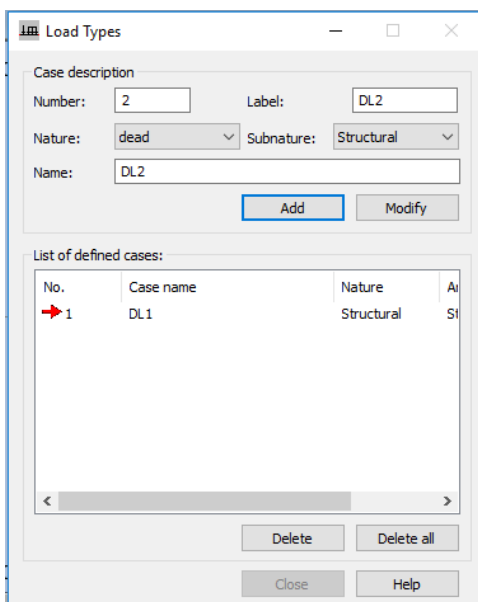 Load Types
Case description
Number: 2 Label: DL2
Nature: dead Subnature: Structural
Name: DL2
Add Modify
List of defined cases:
No. Case name Nature
1 DL1 Structural
Delete Delete all
Close Help